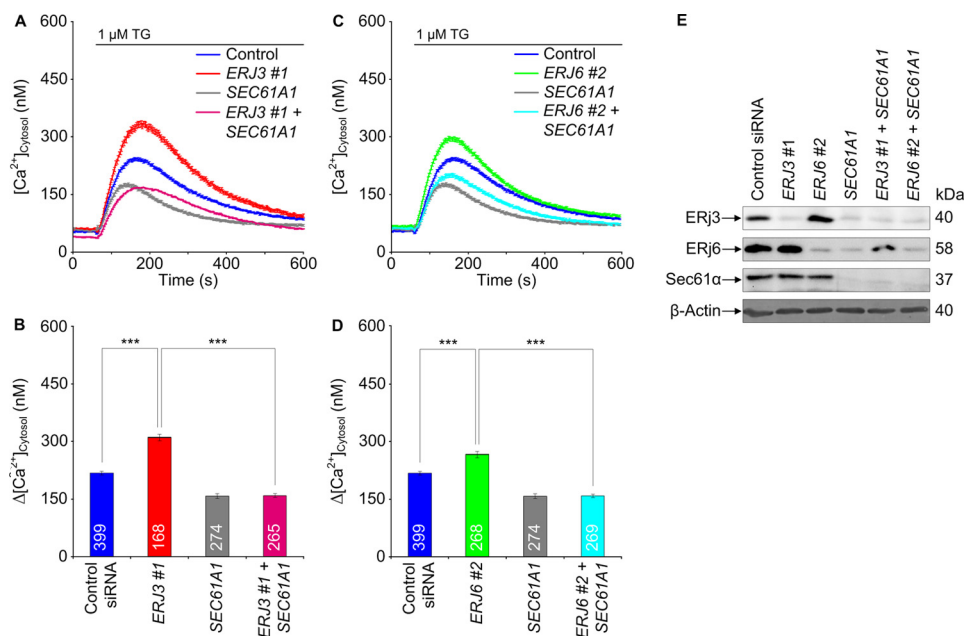 A
600
450
300
150
0
[Ca2+]Cytosol (nM)
1 µM TG
Control
ERJ3 #1
SEC61A1
ERJ3 #1 +
SEC61A1
0
200
400
600
Time (s)
C
600
450
300
150
0
[Ca2+]Cytosol (nM)
1 µM TG
Control
ERJ6 #2
SEC61A1
ERJ6 #2 +
SEC61A1
0
200
400
600
Time (s)
E
Control siRNA
ERJ3 #1
ERJ6 #2
SEC61A1
ERJ3 #1 + SEC61A1
ERJ6 #2 + SEC61A1
kDa
ERj3 40
ERj6 58
Sec61α 37
β-Actin 40
B
600
450
300
150
0
Δ[Ca2+]Cytosol (nM)
***
***
399
168
274
265
Control
siRNA
ERJ3 #1
SEC61A1
ERJ3 #1 +
SEC61A1
D
600
450
300
150
0
Δ[Ca2+]Cytosol (nM)
***
***
399
268
274
269
Control
siRNA
ERJ6 #2
SEC61A1
ERJ6 #2 +
SEC61A1